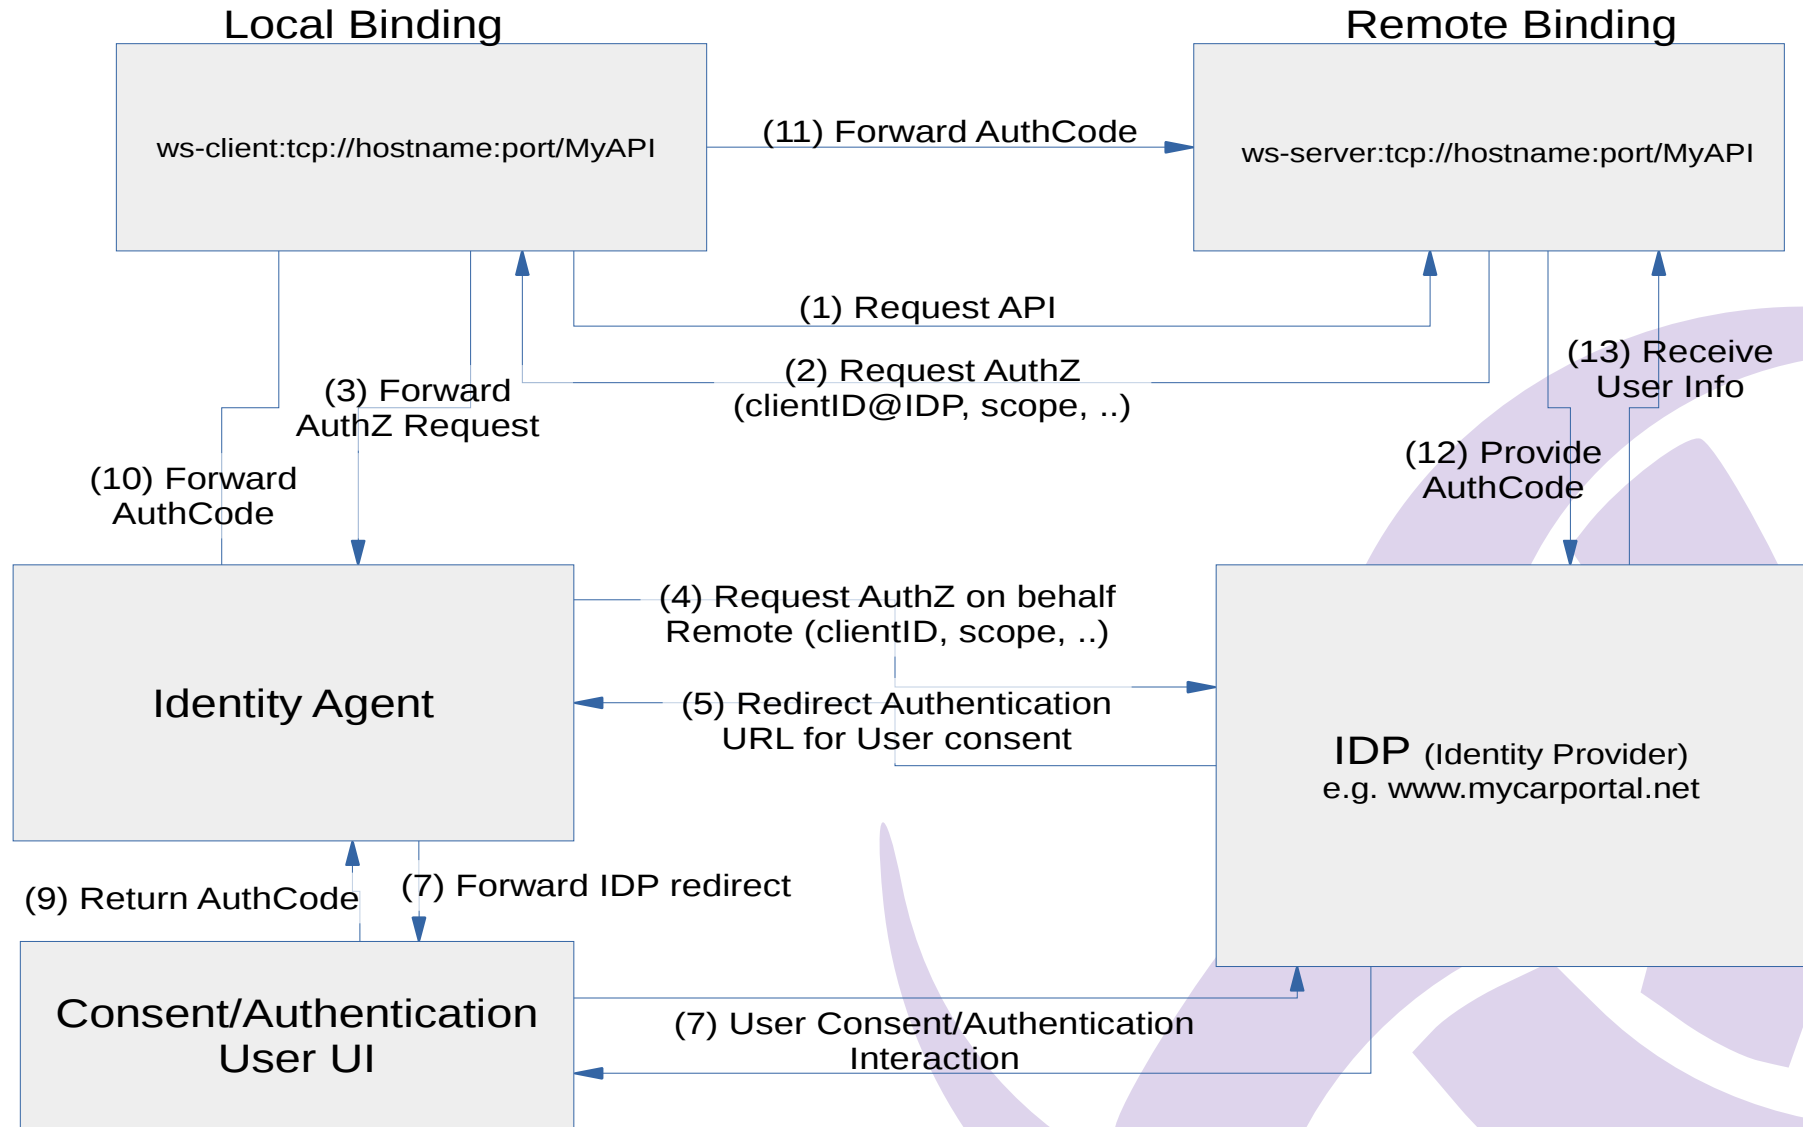 Local Binding
Remote Binding
ws-client:tcp://hostname:port/MyAPI
(11) Forward AuthCode
ws-server:tcp://hostname:port/MyAPI
(1) Request API
(2) Request AuthZ
(clientID@IDP, scope, ..)
(13) Receive
User Info
(3) Forward
AuthZ Request
(10) Forward
AuthCode
(12) Provide
AuthCode
(4) Request AuthZ on behalf
Remote (clientID, scope, ..)
Identity Agent
(5) Redirect Authentication
URL for User consent
IDP (Identity Provider)
e.g. www.mycarportal.net
(9) Return AuthCode
(7) Forward IDP redirect
Consent/Authentication
User UI
(7) User Consent/Authentication
Interaction